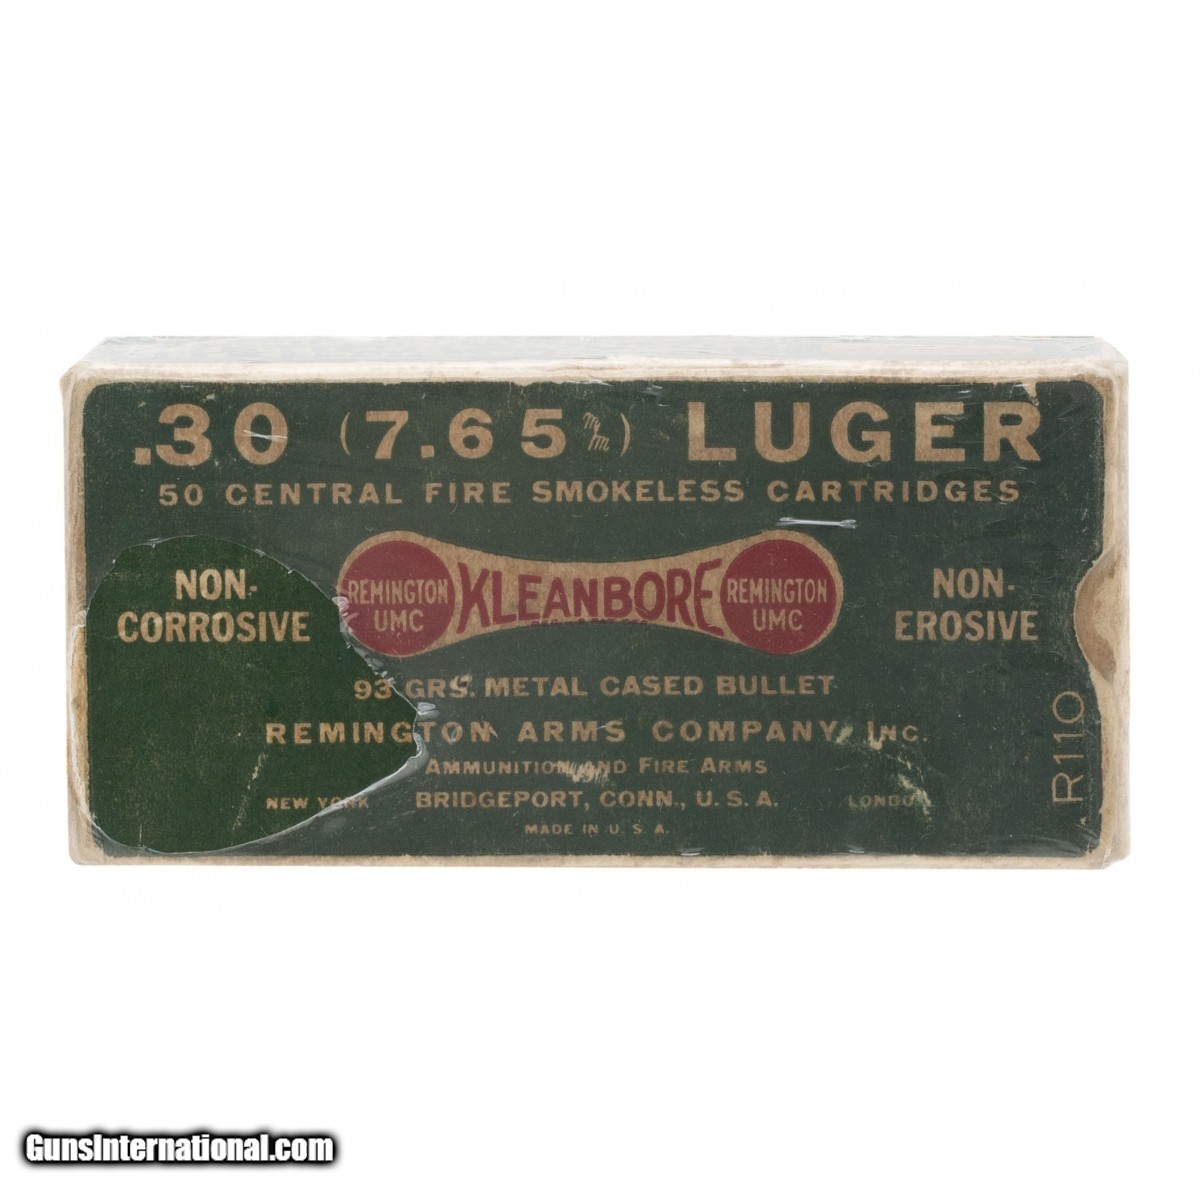 .30 (7.65 m/m) LUGER
50 CENTRAL FIRE SMOKELESS CARTRIDGES
NON-
CORROSIVE
REMINGTON
UMC
KLEANBORE
REMINGTON
UMC
NON-
EROSIVE
93 GRS. METAL CASED BULLET
REMINGTON ARMS COMPANY, INC.
AMMUNITION AND FIRE ARMS
NEW YORK BRIDGEPORT, CONN., U. S. A. LONDON
MADE IN U. S. A.
R110
GunsInternational.com